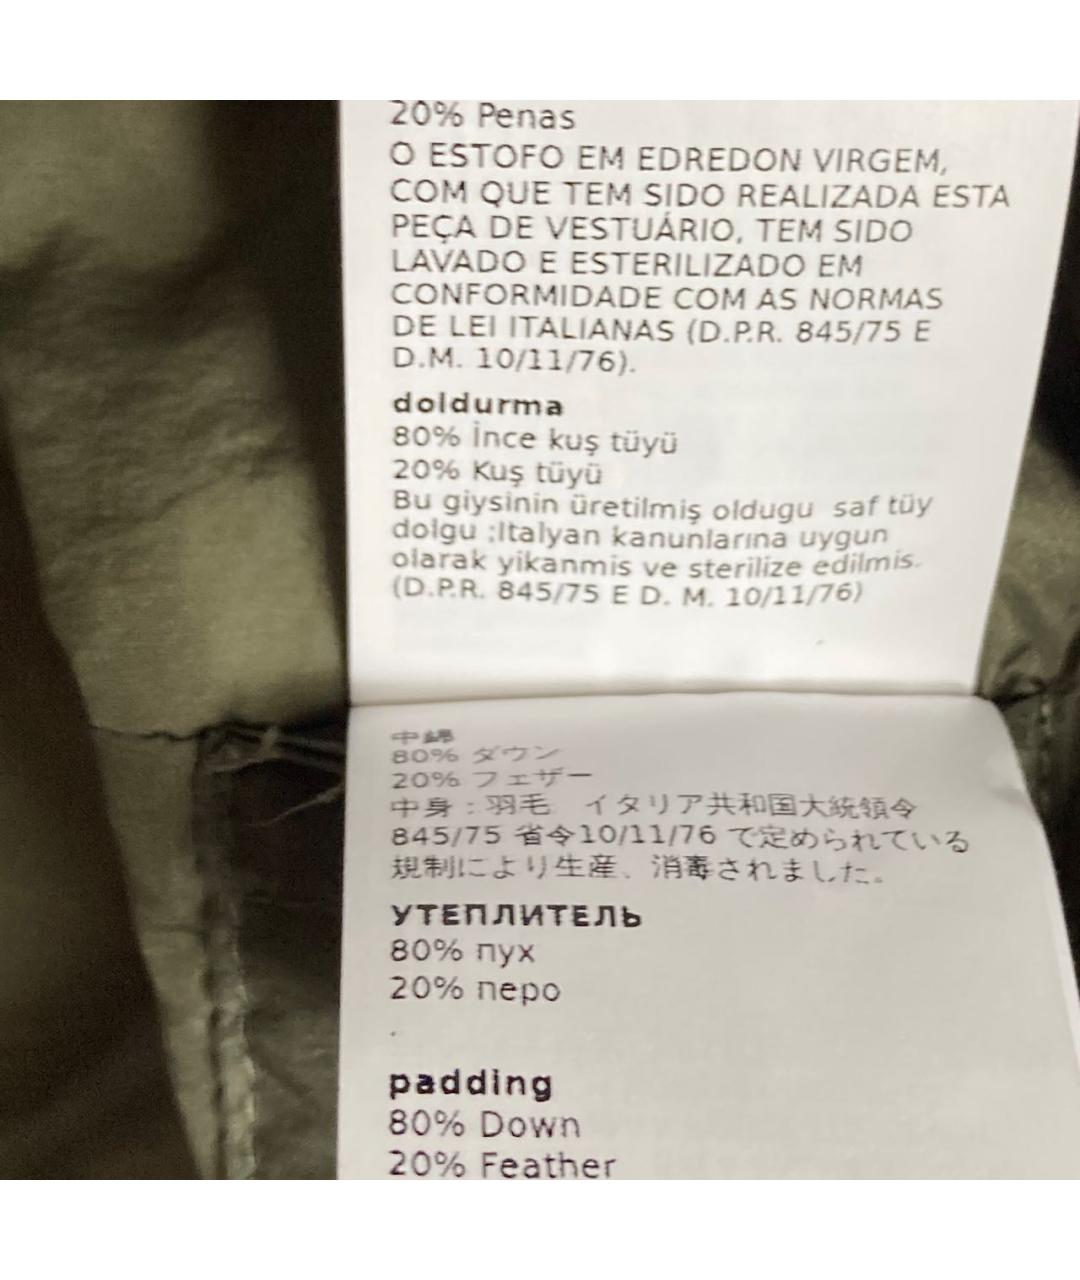 20% Penas
O ESTOFO EM EDREDON VIRGEM,
COM QUE TEM SIDO REALIZADA ESTA
PEÇA DE VESTUÁRIO, TEM SIDO
LAVADO E ESTERILIZADO EM
CONFORMIDADE COM AS NORMAS
DE LEI ITALIANAS (D.P.R. 845/75 E
D.M. 10/11/76).
doldurma
80% İnce kuş tüyü
20% Kuş tüyü
Bu giysinin üretilmiş oldugu saf tüy
dolgu ;Italyan kanunlarına uygun
olarak yikanmis ve sterilize edilmis.
(D.P.R. 845/75 E D. M. 10/11/76)
中綿
80% ダウン
20% フェザー
中身:羽毛 イタリア共和国大統領令
845/75 省令10/11/76 で定められている
規制により生産、消毒されました。
УТЕПЛИТЕЛЬ
80% пух
20% перо
.
padding
80% Down
20% Feather